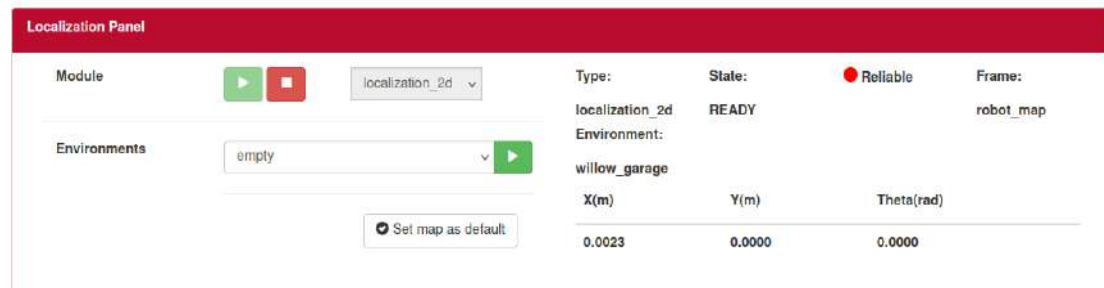 Localization Panel
Module
localization_2d
Environments
empty
Set map as default
Type:
State:
Reliable
Frame:
localization_2d
READY
robot_map
Environment:
willow_garage
X(m)
Y(m)
Theta(rad)
0.0023
0.0000
0.0000